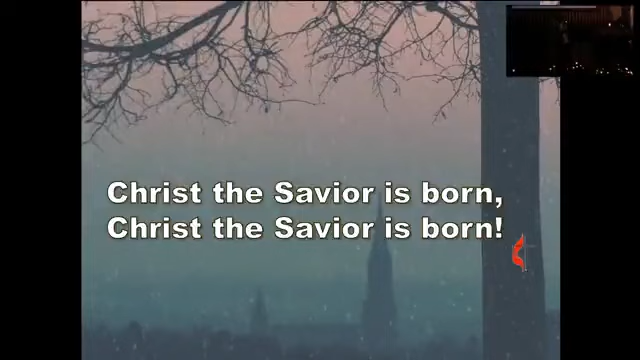 Christ the Savior is born,
Christ the Savior is born!